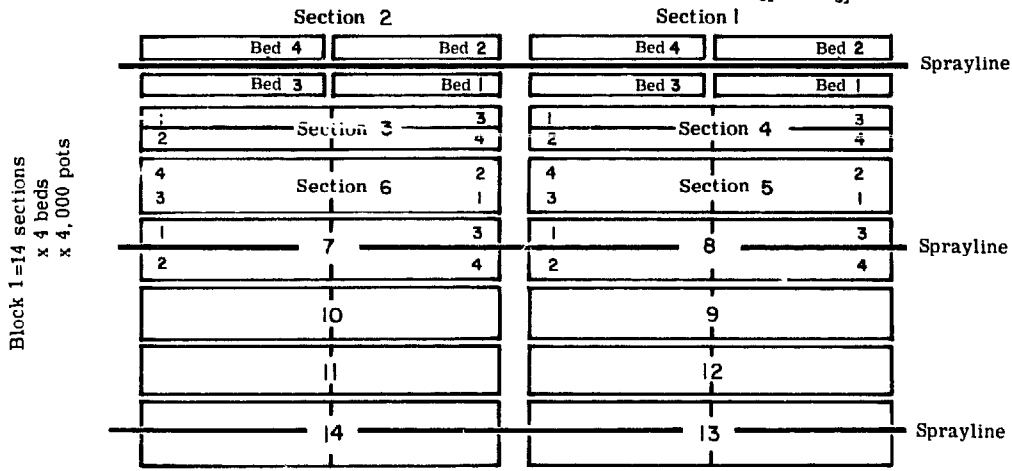 Section 2 Section 1
Bed 4 Bed 2 Bed 4 Bed 2
Sprayline
Bed 3 Bed 1 Bed 3 Bed 1
1 3 1 3
Section 3 Section 4
2 4 2 4
4 2 4 2
Section 6 Section 5
3 1 3 1
1 3 1 3
7 8 Sprayline
2 4 2 4
10 9
11 12
14 13 Sprayline
Block 1=14 sections
x 4 beds
x 4,000 pots